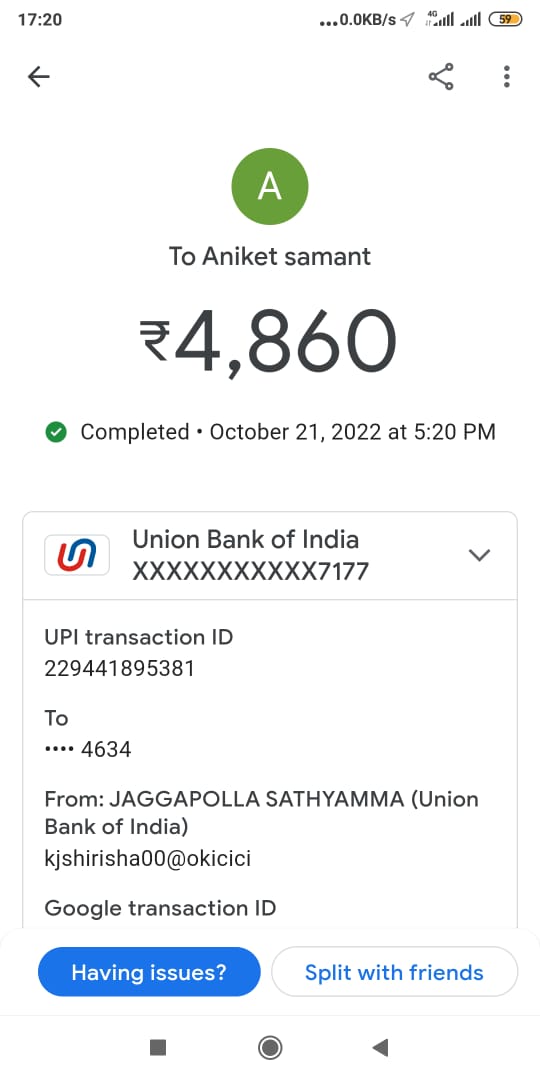 17:20
...0.0KB/s 4G 59
A
To Aniket samant
₹4,860
Completed • October 21, 2022 at 5:20 PM
Union Bank of India
XXXXXXXXXXX7177
UPI transaction ID
229441895381
To
•••• 4634
From: JAGGAPOLLA SATHYAMMA (Union
Bank of India)
kjshirisha00@okicici
Google transaction ID
Having issues? Split with friends